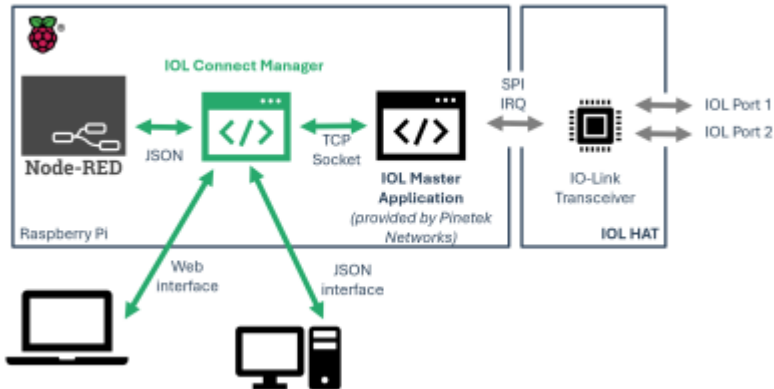 ®
IOL Connect Manager
SPI
IRQ
</>
</>
IOL Port 1
IOL Port 2
JSON
TCP
Socket
Node-RED
IOL Master
Application
(provided by Pinetek
Networks)
IO-Link
Transceiver
Raspberry Pi
IOL HAT
Web
interface
JSON
interface